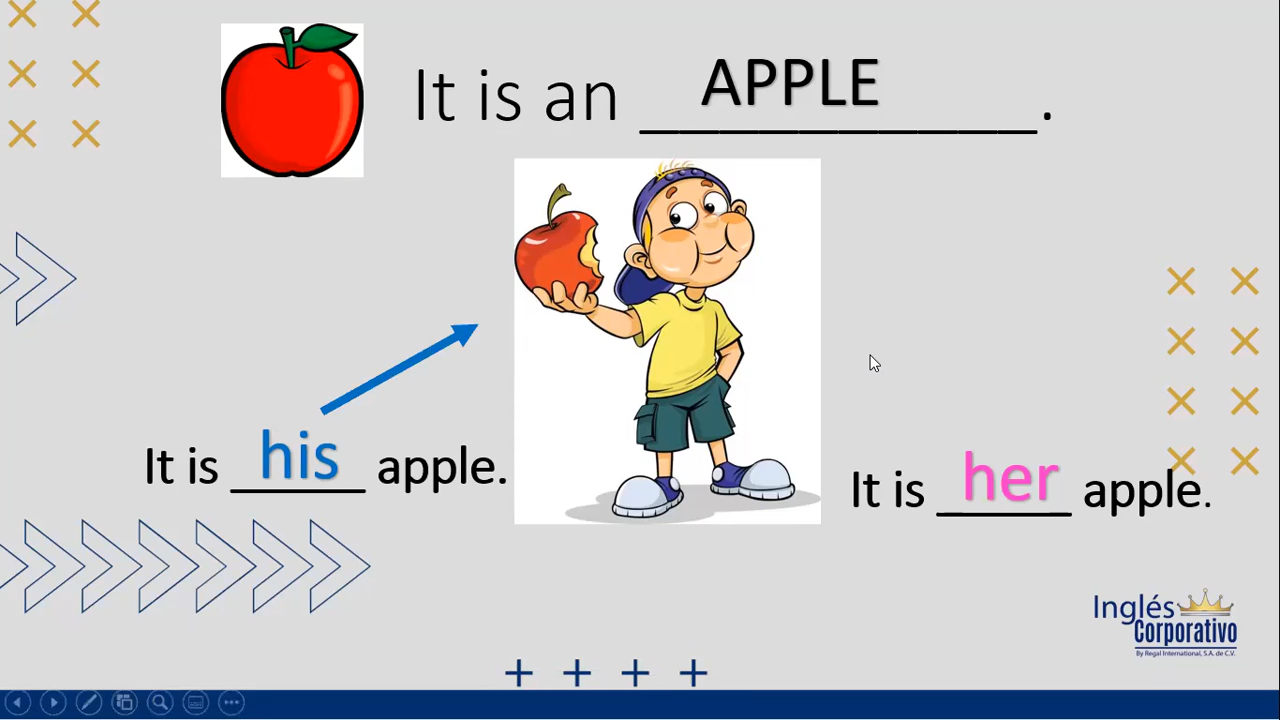 It is an APPLE.
It is his apple.
It is her apple.
Inglés
Corporativo
By Regal International, S.A. de C.V.